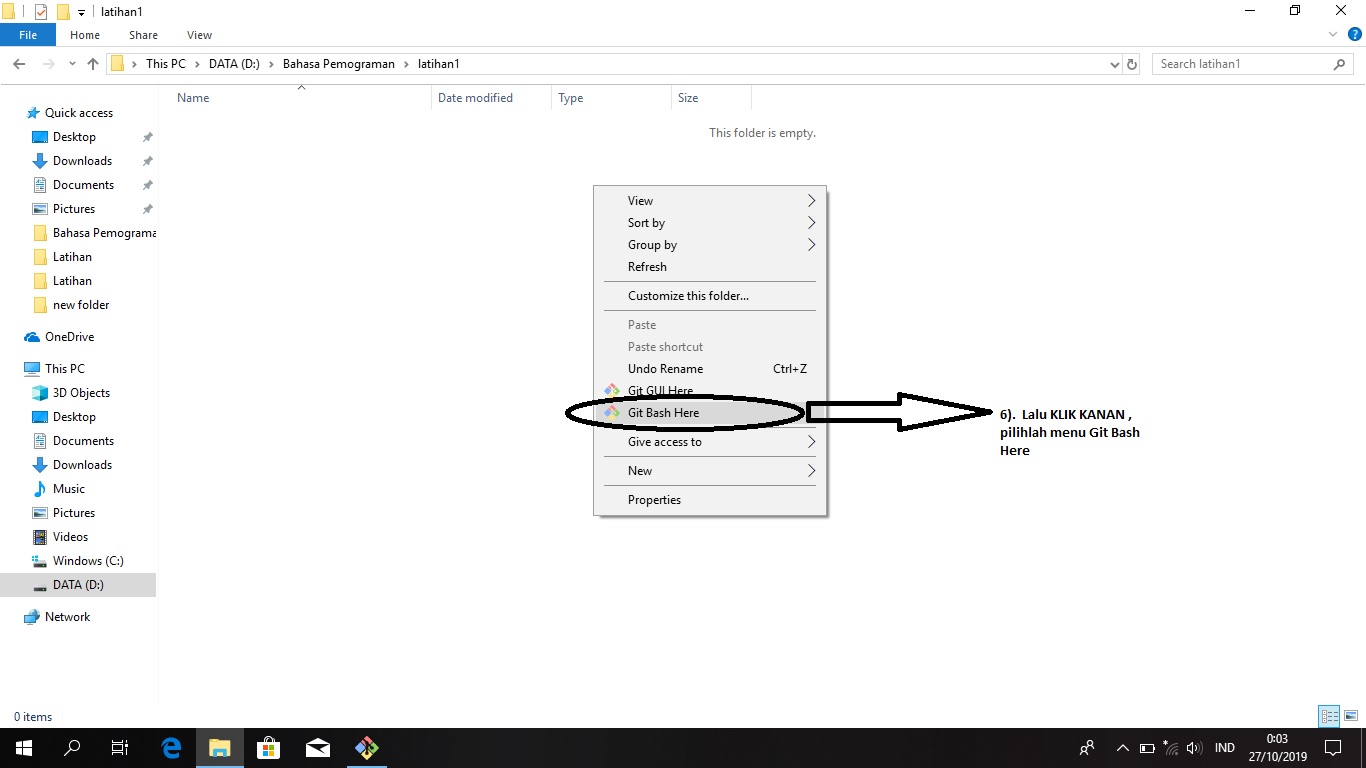 latihan1
File Home Share View
This PC DATA (D:) Bahasa Pemograman latihan1
Search latihan1
Name Date modified Type Size
This folder is empty.
Quick access
Desktop
Downloads
Documents
Pictures
Bahasa Pemograma
Latihan
Latihan
new folder
OneDrive
This PC
3D Objects
Desktop
Documents
Downloads
Music
Pictures
Videos
Windows (C:)
DATA (D:)
Network
View
Sort by
Group by
Refresh
Customize this folder...
Paste
Paste shortcut
Undo Rename Ctrl+Z
Git GUI Here
Git Bash Here
Give access to
New
Properties
6). Lalu KLIK KANAN ,
pilihlah menu Git Bash
Here
0 items
IND
0:03
27/10/2019